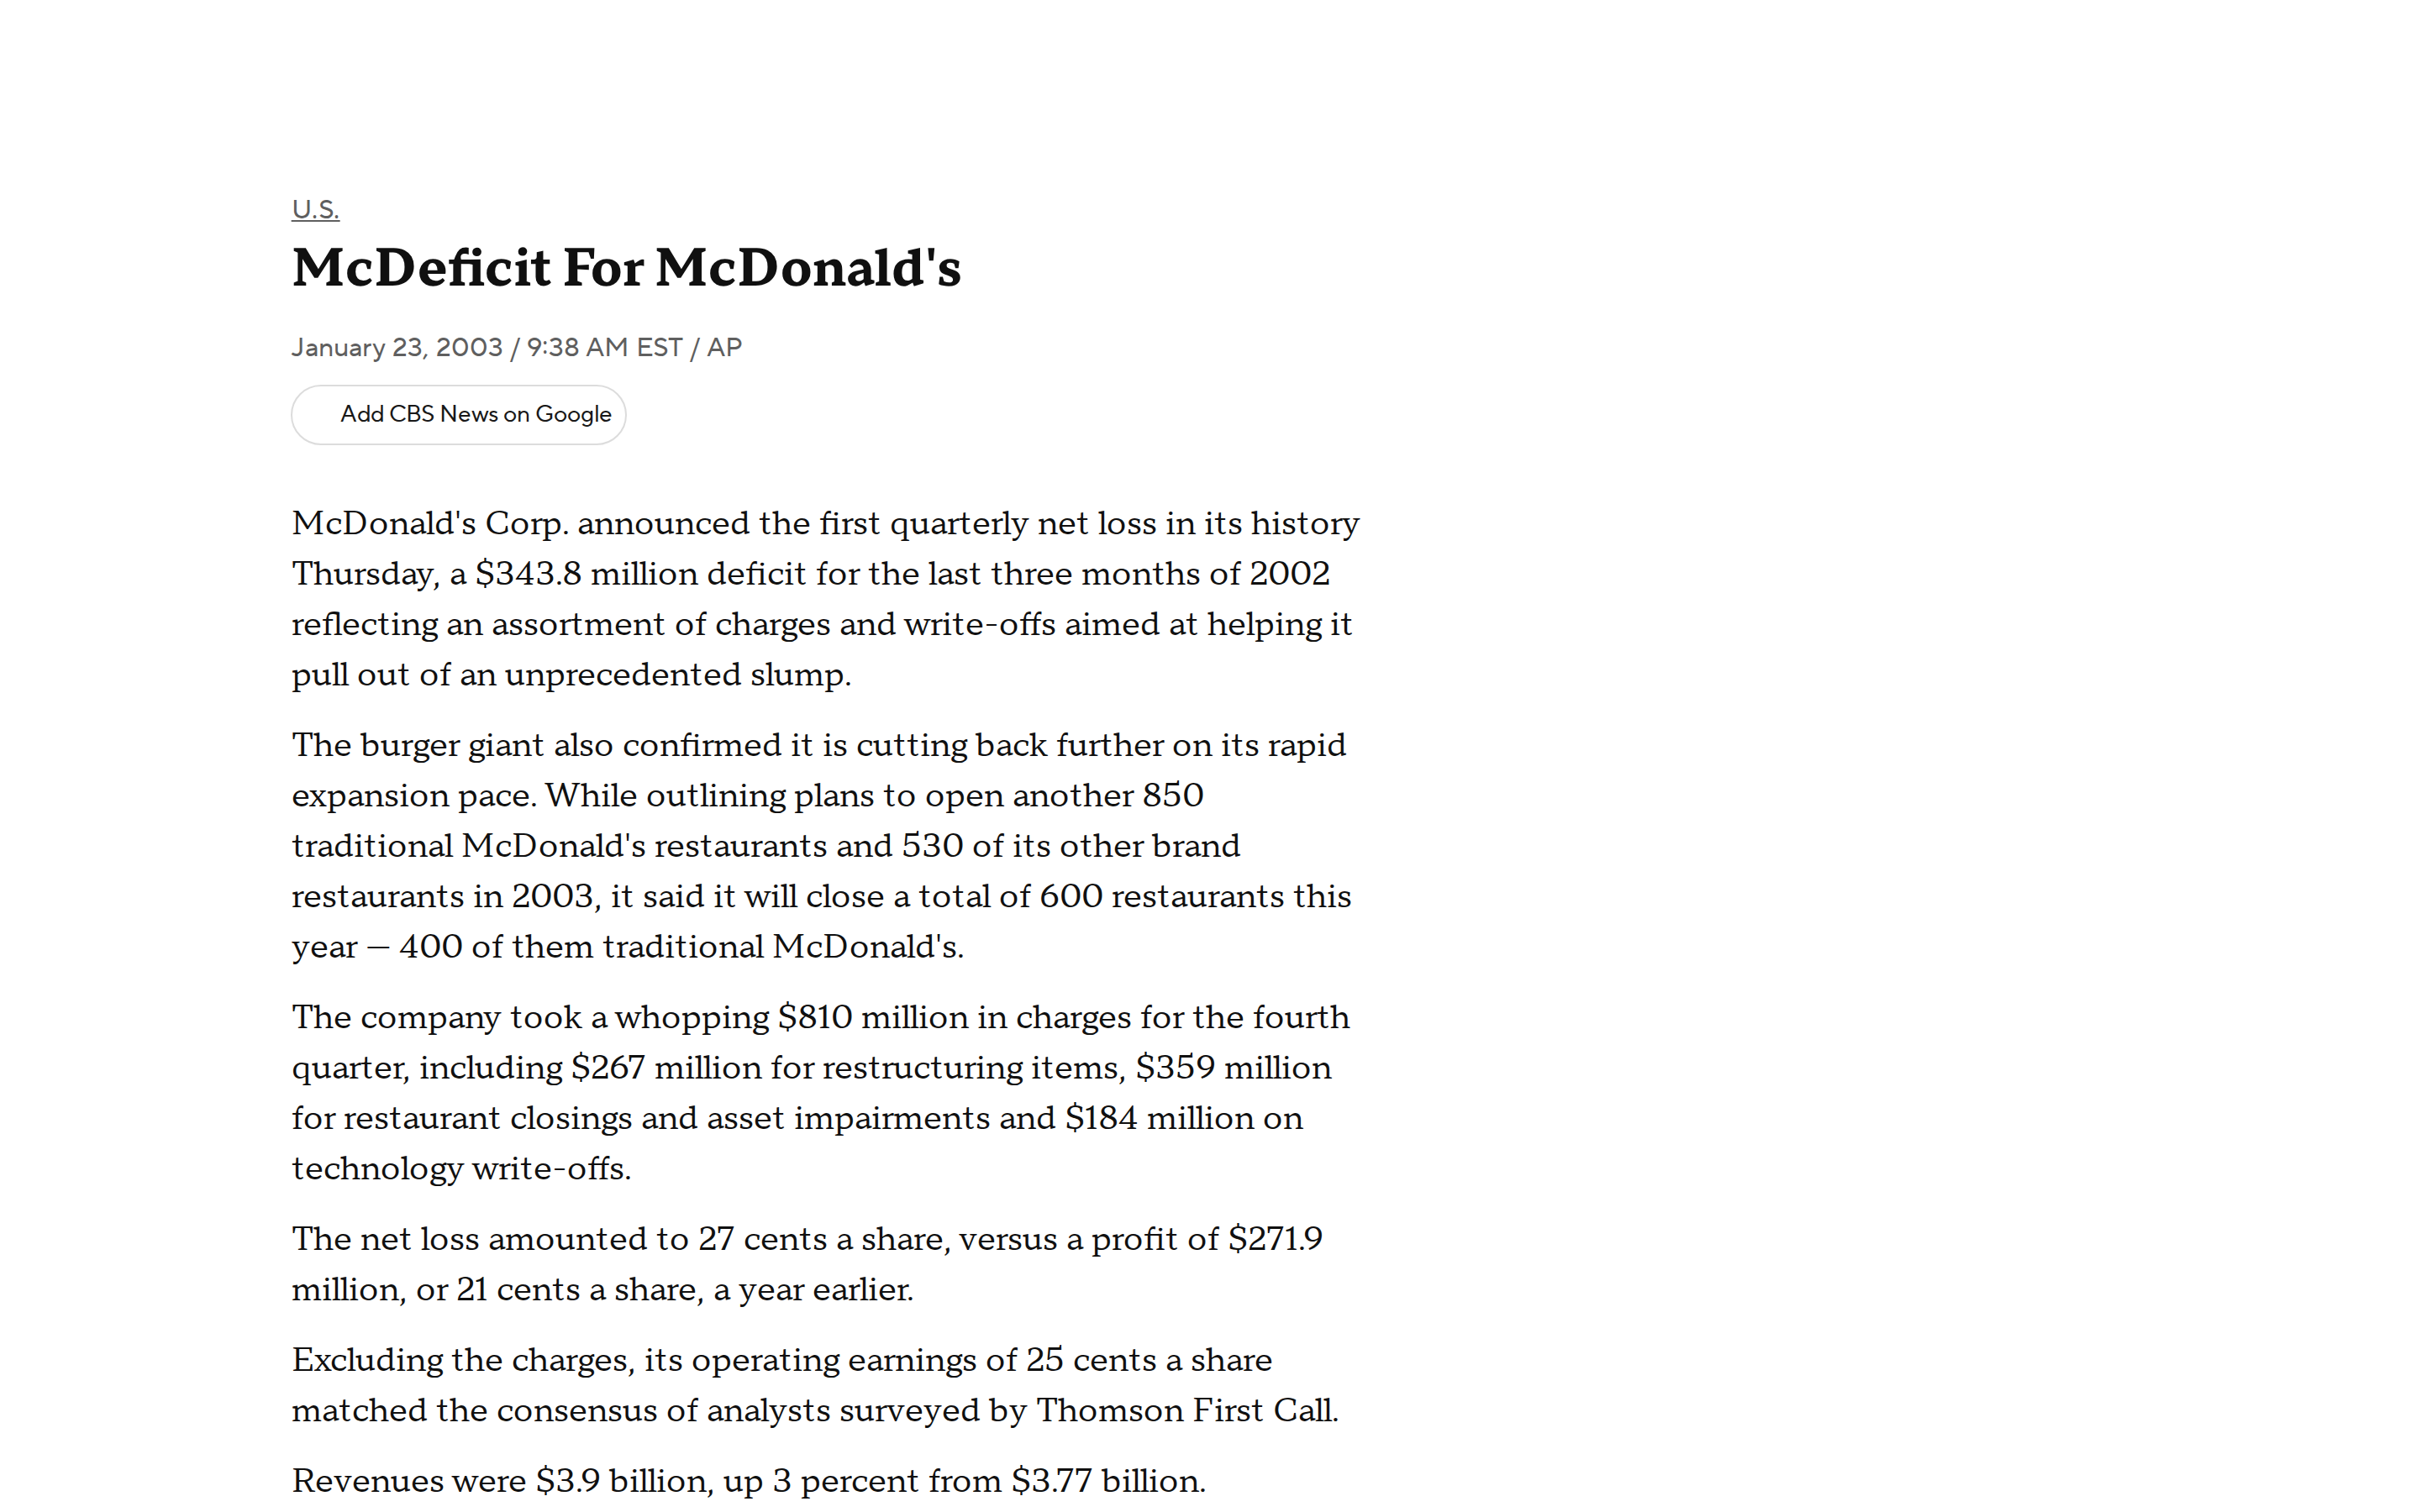 U.S.
McDeficit For McDonald's
January 23, 2003 / 9:38 AM EST / AP
Add CBS News on Google
McDonald's Corp. announced the first quarterly net loss in its history
Thursday, a $343.8 million deficit for the last three months of 2002
reflecting an assortment of charges and write-offs aimed at helping it
pull out of an unprecedented slump.
The burger giant also confirmed it is cutting back further on its rapid
expansion pace. While outlining plans to open another 850
traditional McDonald's restaurants and 530 of its other brand
restaurants in 2003, it said it will close a total of 600 restaurants this
year — 400 of them traditional McDonald's.
The company took a whopping $810 million in charges for the fourth
quarter, including $267 million for restructuring items, $359 million
for restaurant closings and asset impairments and $184 million on
technology write-offs.
The net loss amounted to 27 cents a share, versus a profit of $271.9
million, or 21 cents a share, a year earlier.
Excluding the charges, its operating earnings of 25 cents a share
matched the consensus of analysts surveyed by Thomson First Call.
Revenues were $3.9 billion, up 3 percent from $3.77 billion.